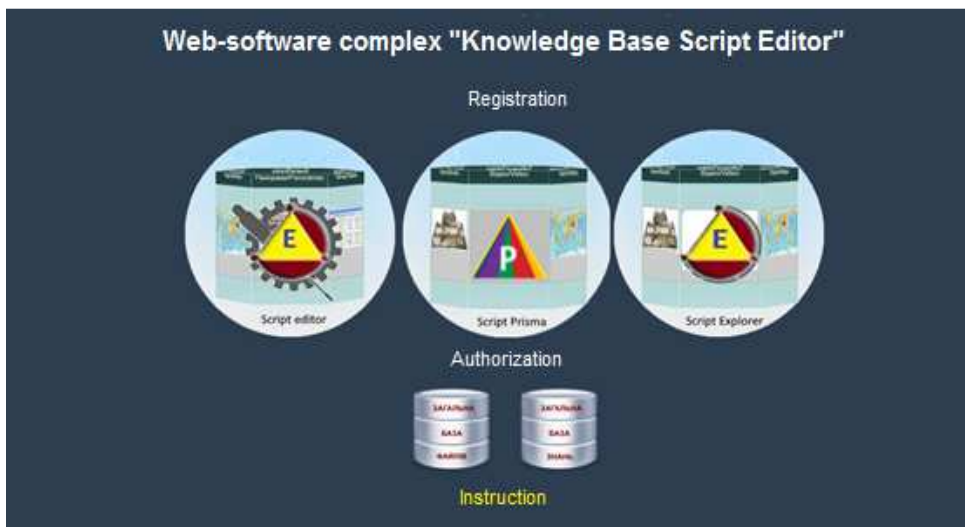 Web-software complex "Knowledge Base Script Editor"
Registration
E
P
E
Script editor
Script Prisma
Script Explorer
Authorization
ЗАГАЛЬНА
БАЗА
ФАЙЛІВ
ЗАГАЛЬНА
БАЗА
ЗНАНЬ
Instruction